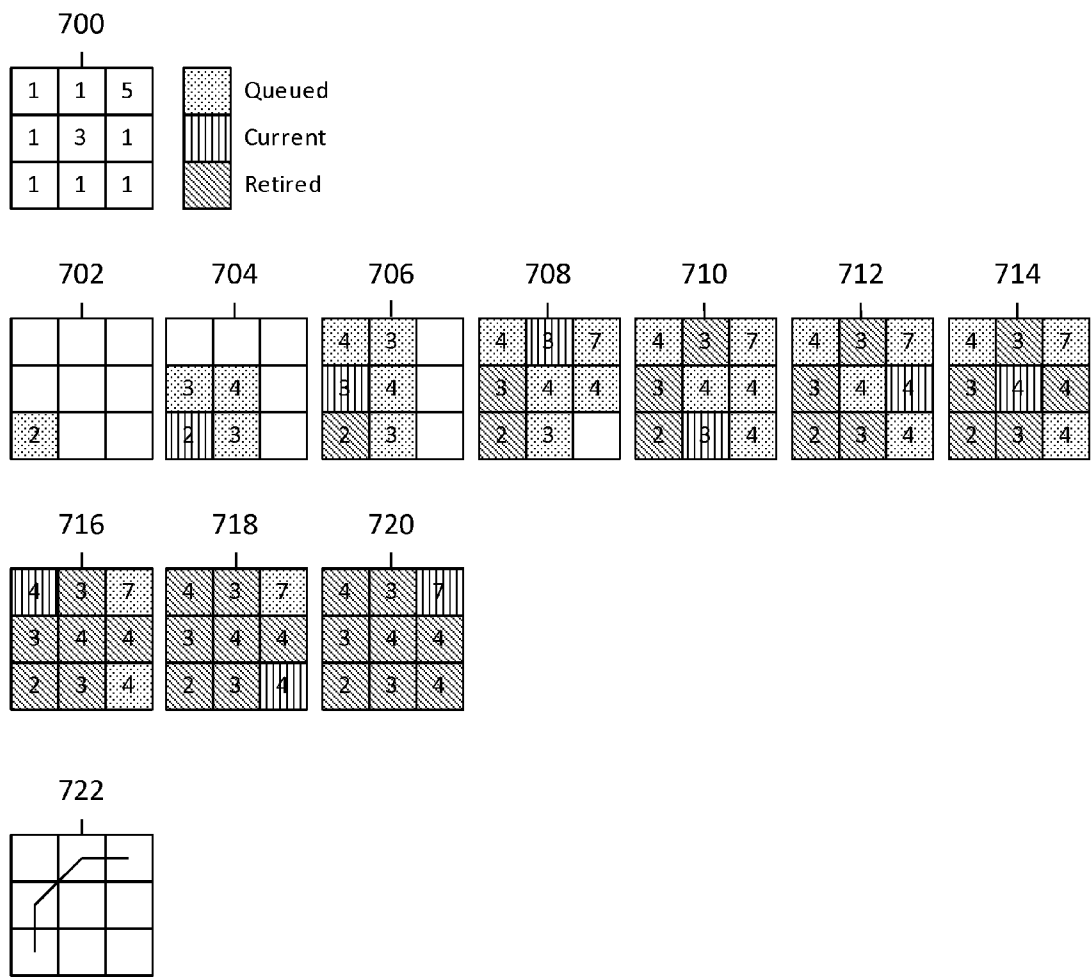 700
1 1 5 Queued
1 3 1 Current
1 1 1 Retired
702 704 706 708 710 712 714
4 3 4 3 7 4 3 7 4 3 7 4 3 7
3 4 3 4 3 4 4 3 4 4 3 4 4 3 4 4
2 2 3 2 3 2 3 2 3 4 2 3 4 2 3 4
716 718 720
4 3 7 4 3 7 4 3 7
3 4 4 3 4 4 3 4 4
2 3 4 2 3 4 2 3 4
722